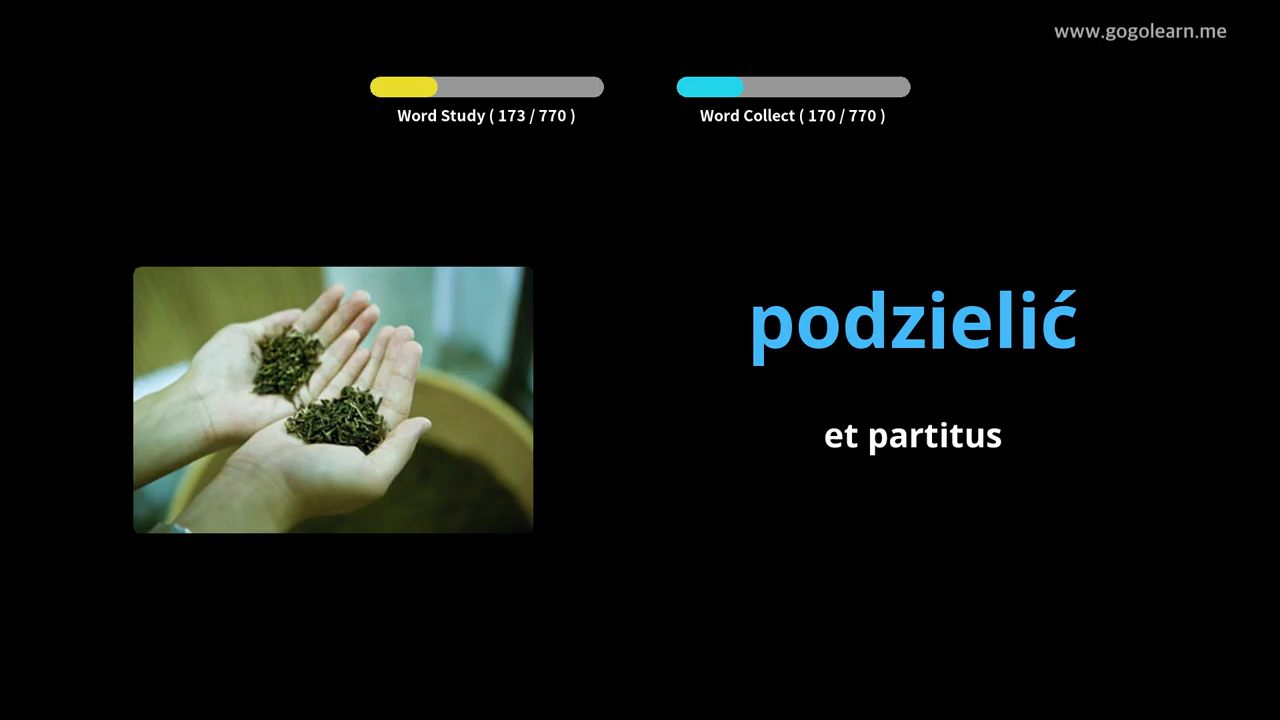 www.gogolearn.me
Word Study ( 173 / 770 )
Word Collect ( 170 / 770 )
podzielić
et partitus